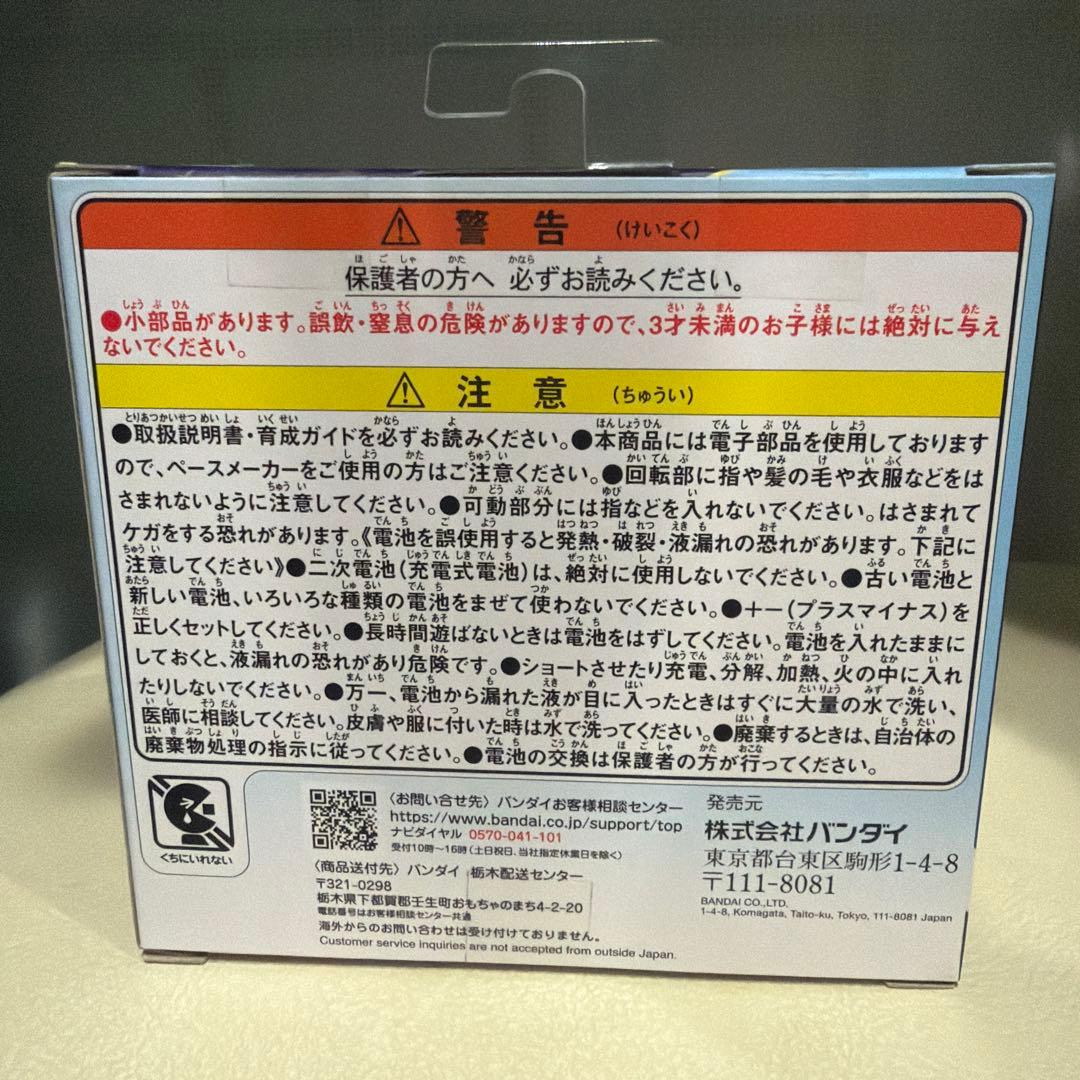 警告 (けいこく)
保護者の方へ 必ずお読みください。
●小部品があります。誤飲・窒息の危険がありますので、3才未満のお子様には絶対に与え
ないでください。
注意 (ちゅうい)
●取扱説明書・育成ガイドを必ずお読みください。●本商品には電子部品を使用しております
ので、ペースメーカーをご使用の方はご注意ください。●回転部に指や髪の毛や衣服などをは
さまれないように注意してください。●可動部分には指などを入れないでください。はさまれて
ケガをする恐れがあります。《電池を誤使用すると発熱・破裂・液漏れの恐れがあります。下記に
注意してください》●二次電池(充電式電池)は、絶対に使用しないでください。●古い電池と
新しい電池、いろいろな種類の電池をまぜて使わないでください。●+-(プラスマイナス)を
正しくセットしてください。●長時間遊ばないときは電池をはずしてください。電池を入れたままに
しておくと、液漏れの恐れがあり危険です。●ショートさせたり充電、分解、加熱、火の中に入れ
たりしないでください。●万一、電池から漏れた液が目に入ったときはすぐに大量の水で洗い、
医師に相談してください。皮膚や服に付いた時は水で洗ってください。●廃棄するときは、自治体の
廃棄物処理の指示に従ってください。●電池の交換は保護者の方が行ってください。
くちにいれない
〈お問い合せ先〉バンダイお客様相談センター
https://www.bandai.co.jp/support/top
ナビダイヤル 0570-041-101
受付10時~16時(土日祝日、当社指定休業日を除く)
〈商品送付先〉バンダイ 栃木配送センター
〒321-0298
栃木県下都賀郡壬生町おもちゃのまち4-2-20
電話番号はお客様相談センター共通
海外からのお問い合わせは受け付けておりません。
Customer service inquiries are not accepted from outside Japan.
発売元
株式会社バンダイ
東京都台東区駒形1-4-8
〒111-8081
BANDAI CO.,LTD.
1-4-8, Komagata, Taito-ku, Tokyo, 111-8081 Japan